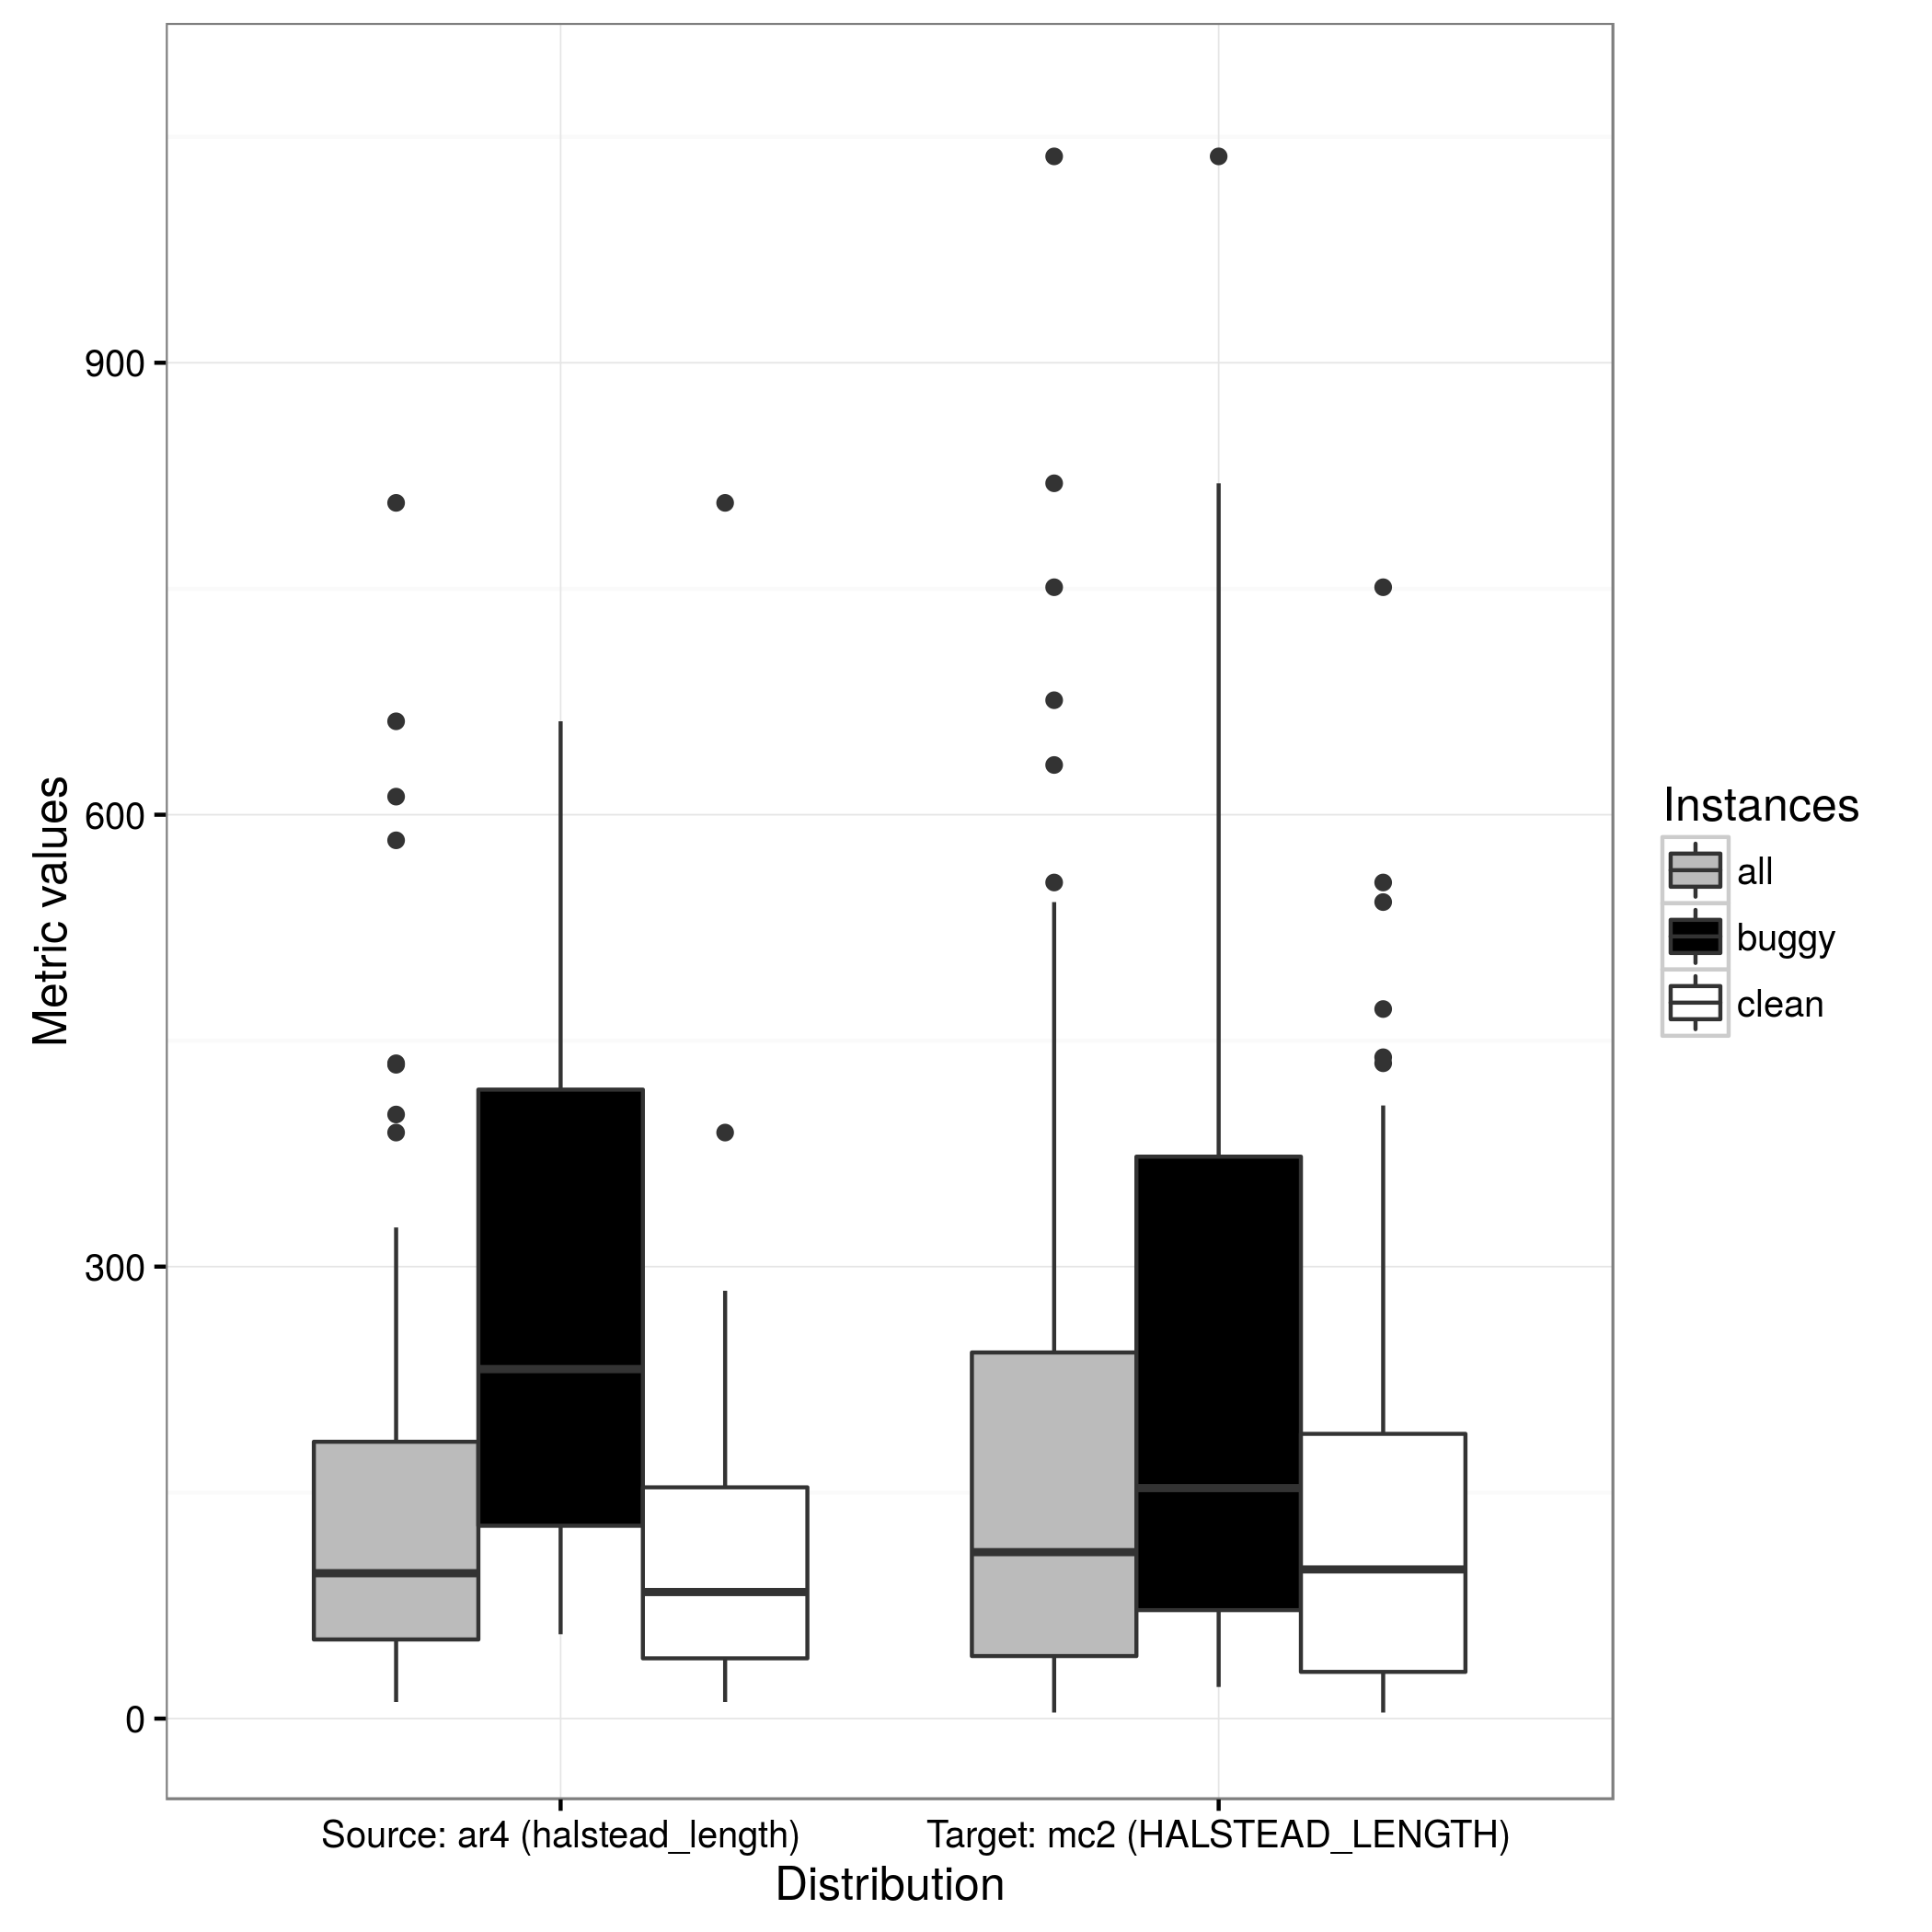 Metric values
900
600
300
0
Source: ar4 (halstead_length)
Target: mc2 (HALSTEAD_LENGTH)
Distribution
Instances
all
buggy
clean